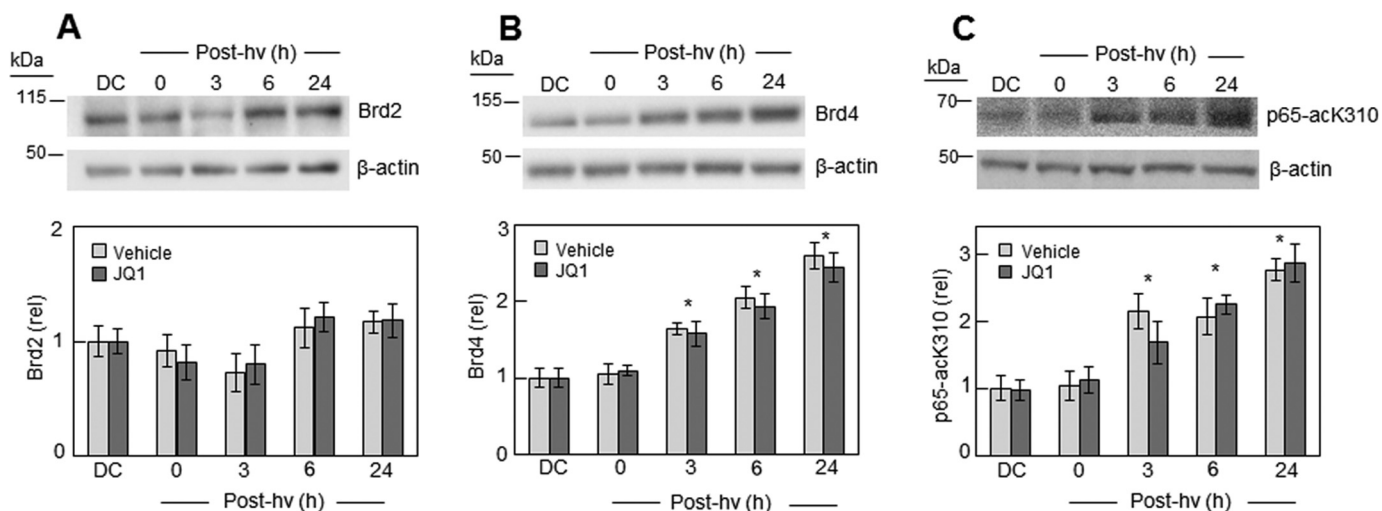 A
Post-hv (h)
kDa
DC 0 3 6 24
115
Brd2
50
β-actin
2
Vehicle
JQ1
1
Brd2 (rel)
0
DC 0 3 6 24
Post-hv (h)
B
Post-hv (h)
kDa
DC 0 3 6 24
155
Brd4
50
β-actin
3
Vehicle
JQ1
*
*
*
2
Brd4 (rel)
1
0
DC 0 3 6 24
Post-hv (h)
C
Post-hv (h)
kDa
DC 0 3 6 24
70
p65-acK310
50
β-actin
Vehicle
JQ1
*
*
*
3
2
p65-acK310 (rel)
1
0
DC 0 3 6 24
Post-hv (h)